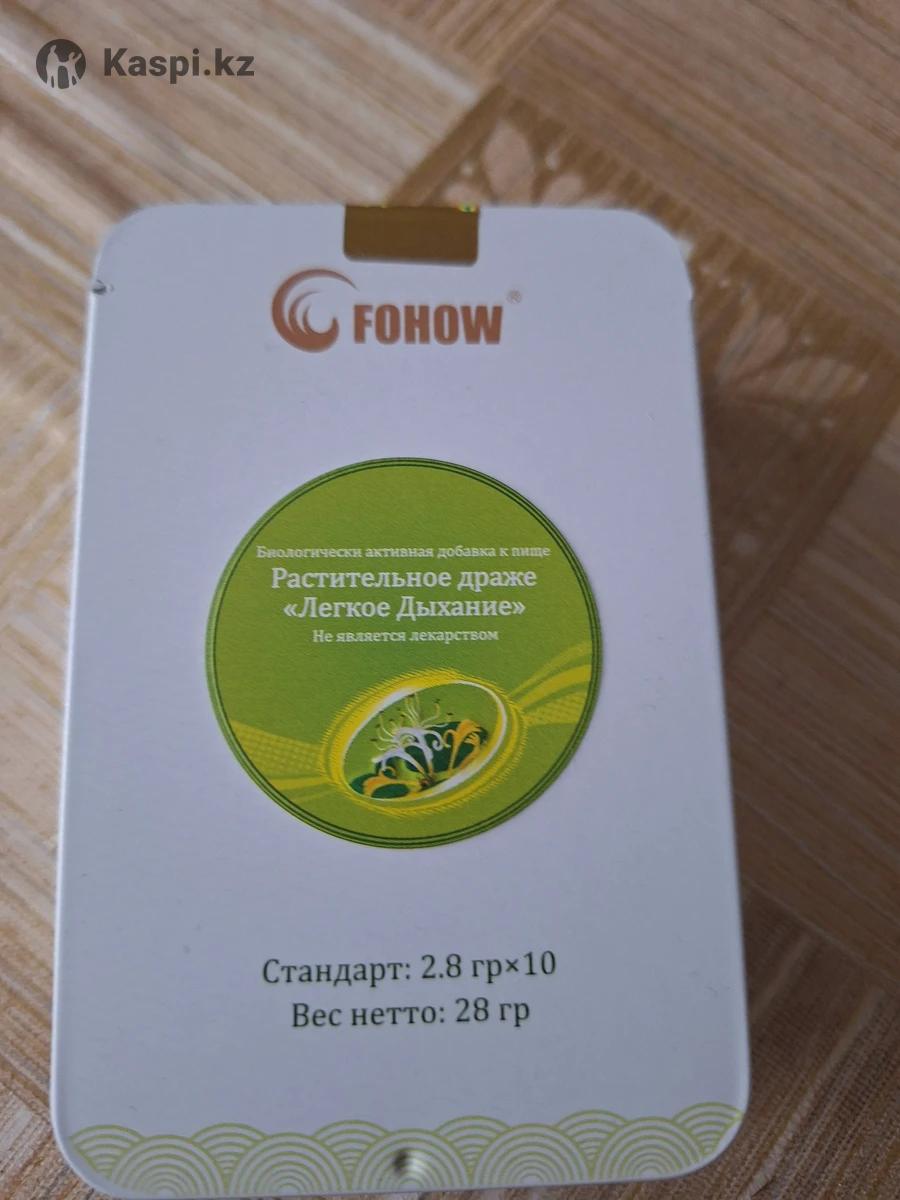 Kaspi.kz
FOHOW®
Биологически активная добавка к пище
Растительное драже
«Легкое Дыхание»
Не является лекарством
Стандарт: 2.8 гр×10
Вес нетто: 28 гр